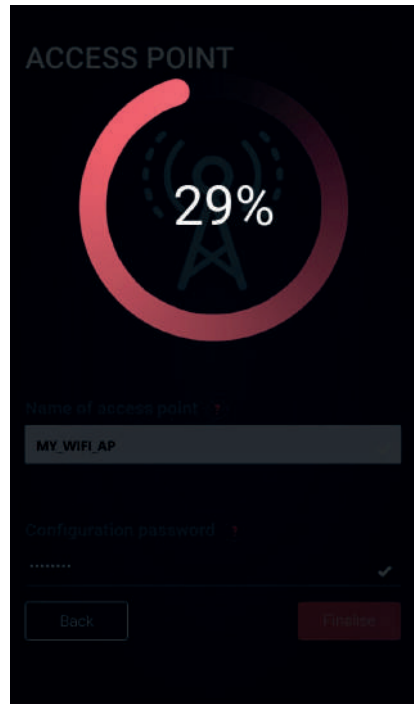 ACCESS POINT
29%
Name of access point ?
MY_WIFI_AP
Configuration password ?
········
Back
Finalise